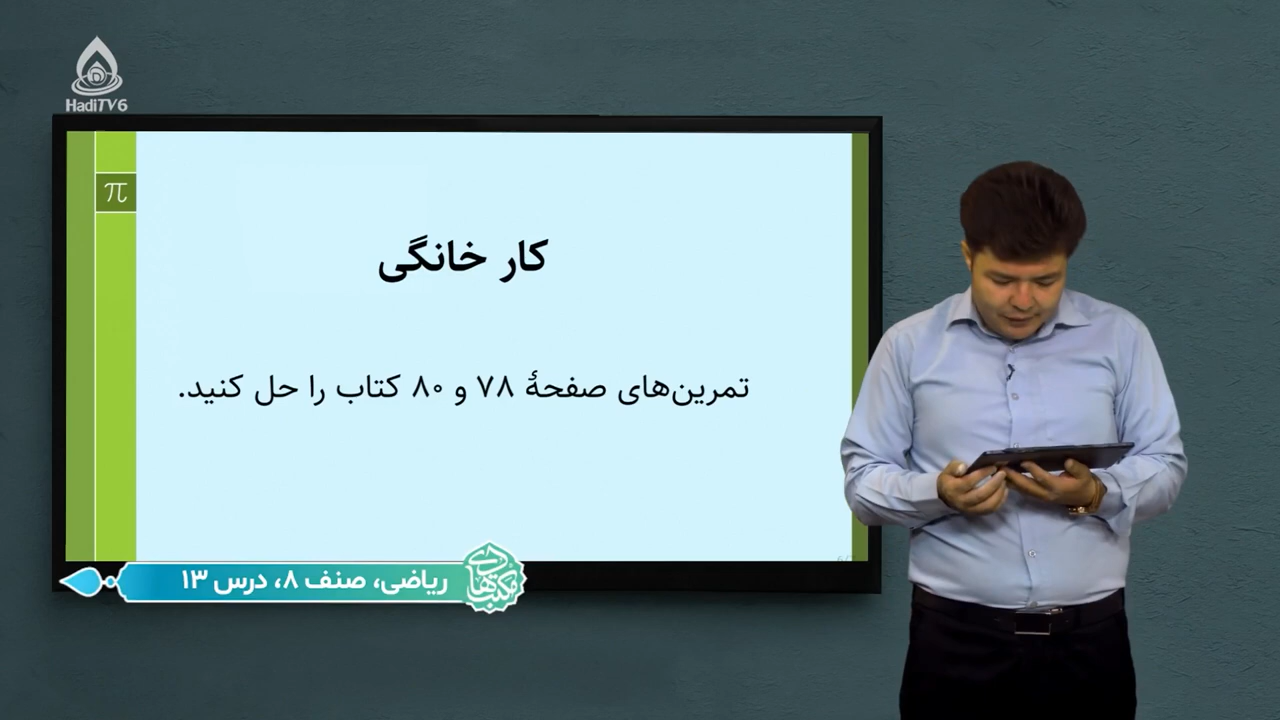 HadiTV6
π
کار خانگی
تمرین‌های صفحهٔ ۷۸ و ۸۰ کتاب را حل کنید.
ریاضی، صنف ۸، درس ۱۳